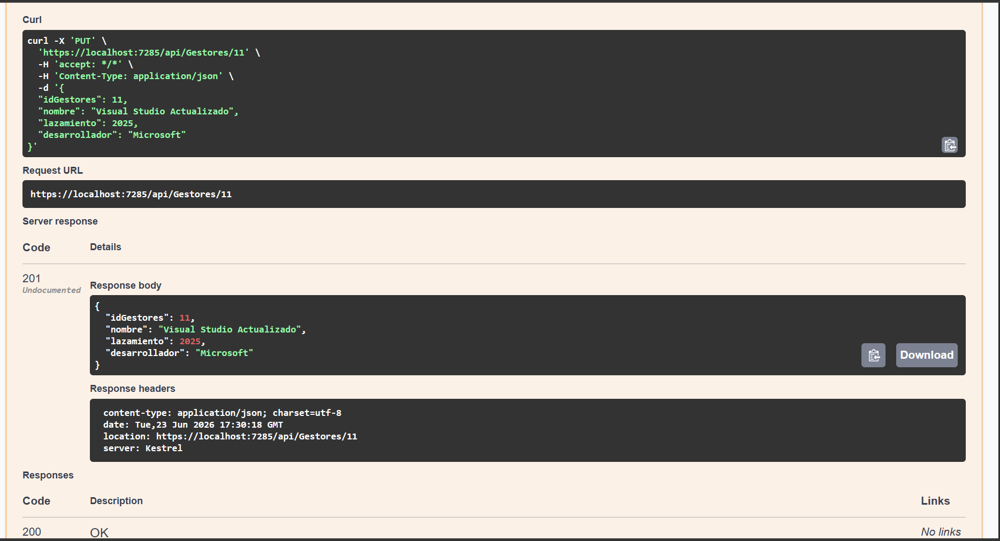 Curl
curl -X 'PUT' \
'https://localhost:7285/api/Gestores/11' \
-H 'accept: */*' \
-H 'Content-Type: application/json' \
-d '{
"idGestores": 11,
"nombre": "Visual Studio Actualizado",
"lazamiento": 2025,
"desarrollador": "Microsoft"
}'
Request URL
https://localhost:7285/api/Gestores/11
Server response
Code Details
201
Undocumented
Response body
{
"idGestores": 11,
"nombre": "Visual Studio Actualizado",
"lazamiento": 2025,
"desarrollador": "Microsoft"
}
Download
Response headers
content-type: application/json; charset=utf-8
date: Tue,23 Jun 2026 17:30:18 GMT
location: https://localhost:7285/api/Gestores/11
server: Kestrel
Responses
Code Description Links
200 OK No links